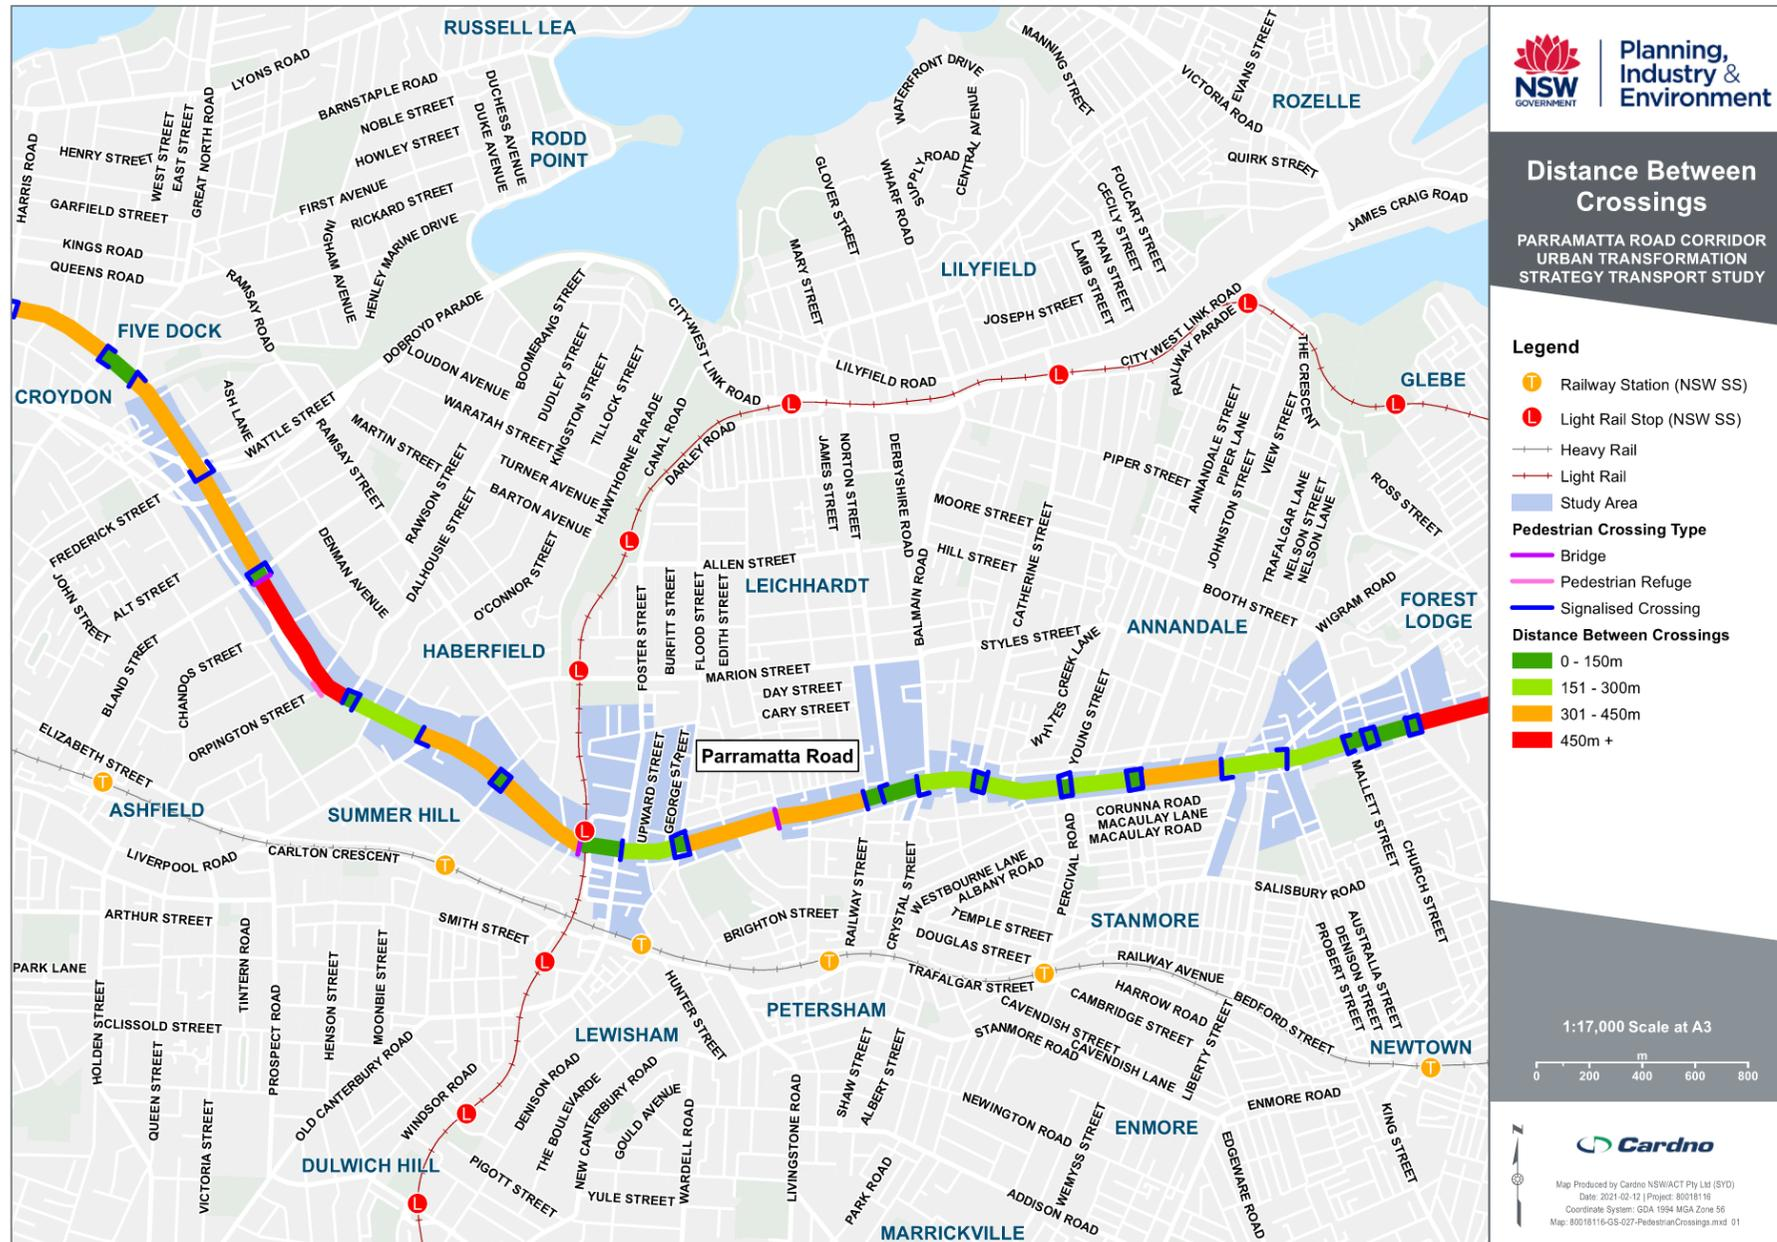 RUSSELL LEA
LYONS ROAD
BARNSTAPLE ROAD
NOBLE STREET
HOWLEY STREET
DUCHESS AVENUE
DUKE AVENUE
RODD
POINT
HARRIS ROAD
HENRY STREET
WEST STREET
EAST STREET
GREAT NORTH ROAD
FIRST AVENUE
RICKARD STREET
GARFIELD STREET
KINGS ROAD
QUEENS ROAD
INGHAM AVENUE
HENLEY MARINE DRIVE
RAMSAY ROAD
FIVE DOCK
CROYDON
DOBROYD PARADE
LOUDON AVENUE
BOOMERANG STREET
DUDLEY STREET
KINGSTON STREET
TILLOCK STREET
WARATAH STREET
TURNER AVENUE
BARTON AVENUE
HAWTHORNE PARADE
CANAL ROAD
DARLEY ROAD
CITY-WEST LINK ROAD
ASH LANE
WATTLE STREET
RAMSAY STREET
MARTIN STREET
RAWSON STREET
DALHOUSIE STREET
DENMAN AVENUE
O'CONNOR STREET
FREDERICK STREET
JOHN STREET
ALT STREET
BLAND STREET
CHANDOS STREET
ORPINGTON STREET
ELIZABETH STREET
HABERFIELD
ASHFIELD
SUMMER HILL
LIVERPOOL ROAD
CARLTON CRESCENT
WATERFRONT DRIVE
CENTRAL AVENUE
SUPPLY ROAD
WHARF ROAD
GLOVER STREET
MARY STREET
MANNING STREET
VICTORIA ROAD
EVANS STREET
ROZELLE
QUIRK STREET
JAMES CRAIG ROAD
FOUCART STREET
CECILY STREET
RYAN STREET
LAMB STREET
LILYFIELD
JOSEPH STREET
LILYFIELD ROAD
CITY WEST LINK ROAD
RAILWAY PARADE
THE CRESCENT
GLEBE
JAMES STREET
NORTON STREET
DERBYSHIRE ROAD
BALMAIN ROAD
MOORE STREET
HILL STREET
CATHERINE STREET
STYLES STREET
PIPER STREET
ANNANDALE STREET
PIPER LANE
JOHNSTON STREET
VIEW STREET
TRAFALGAR LANE
NELSON STREET
NELSON LANE
ROSS STREET
BOOTH STREET
WIGRAM ROAD
FOREST
LODGE
ALLEN STREET
LEICHHARDT
ANNANDALE
FOSTER STREET
BURFITT STREET
FLOOD STREET
EDITH STREET
MARION STREET
DAY STREET
CARY STREET
WHITES CREEK LANE
YOUNG STREET
Parramatta Road
UPWARD STREET
GEORGE STREET
CORUNNA ROAD
MACAULAY LANE
MACAULAY ROAD
MALLETT STREET
CHURCH STREET
SALISBURY ROAD
ARTHUR STREET
SMITH STREET
BRIGHTON STREET
RAILWAY STREET
CRYSTAL STREET
WESTBOURNE LANE
ALBANY ROAD
PERCIVAL ROAD
TEMPLE STREET
DOUGLAS STREET
STANMORE
TRAFALGAR STREET
RAILWAY AVENUE
AUSTRALIA STREET
DENISON STREET
PROBERT STREET
PARK LANE
TINTERN ROAD
HENSON STREET
MOONBIE STREET
HOLDEN STREET
CLISSOLD STREET
QUEEN STREET
PROSPECT ROAD
VICTORIA STREET
OLD CANTERBURY ROAD
WINDSOR ROAD
DULWICH HILL
PIGOTT STREET
LEWISHAM
HUNTER STREET
PETERSHAM
DENISON ROAD
THE BOULEVARDE
NEW CANTERBURY ROAD
GOULD AVENUE
YULE STREET
WARDELL ROAD
LIVINGSTONE ROAD
SHAW STREET
ALBERT STREET
PARK ROAD
MARRICKVILLE
CAVENDISH STREET
STANMORE ROAD
CAVENDISH LANE
CAMBRIDGE STREET
HARROW ROAD
LIBERTY STREET
BEDFORD STREET
NEWTOWN
NEWINGTON ROAD
WEMYSS STREET
ENMORE
ENMORE ROAD
ADDISON ROAD
EDGEWARE ROAD
KING STREET
T
T
T
T
T
T
L
L
L
L
L
L
L
L
L
L
NSW
GOVERNMENT
Planning,
Industry &
Environment
Distance Between
Crossings
PARRAMATTA ROAD CORRIDOR
URBAN TRANSFORMATION
STRATEGY TRANSPORT STUDY
Legend
T Railway Station (NSW SS)
L Light Rail Stop (NSW SS)
Heavy Rail
Light Rail
Study Area
Pedestrian Crossing Type
Bridge
Pedestrian Refuge
Signalised Crossing
Distance Between Crossings
0 - 150m
151 - 300m
301 - 450m
450m +
1:17,000 Scale at A3
m
0 200 400 600 800
N
Cardno
Map Produced by Cardno NSW/ACT Pty Ltd (SYD)
Date: 2021-02-12 | Project: 80018116
Coordinate System: GDA 1994 MGA Zone 56
Map: 80018116-GS-027-PedestrianCrossings.mxd 01